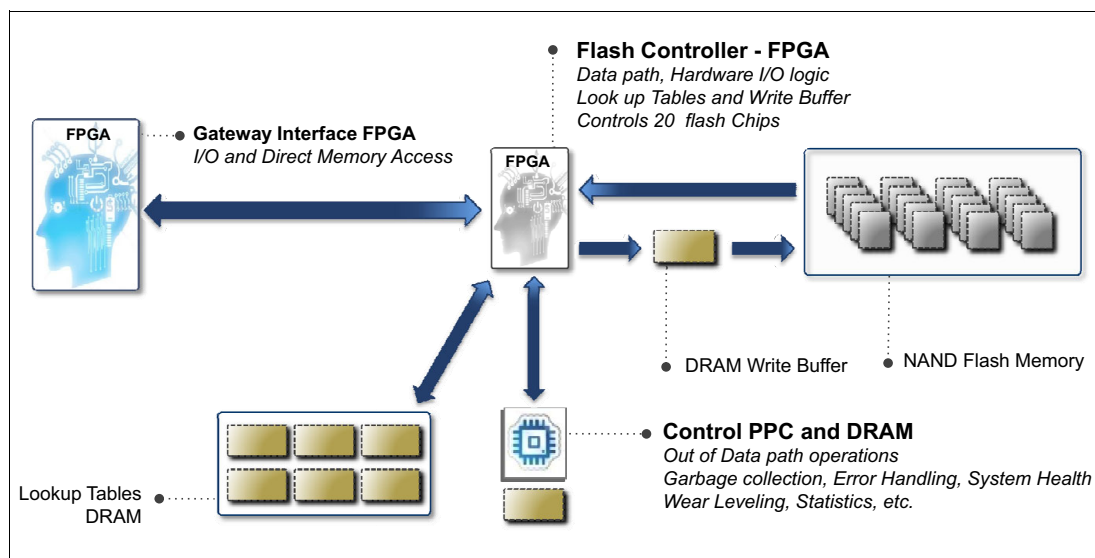 Flash Controller - FPGA
Data path, Hardware I/O logic
Look up Tables and Write Buffer
Controls 20 flash Chips
FPGA
Gateway Interface FPGA
I/O and Direct Memory Access
FPGA
DRAM Write Buffer
NAND Flash Memory
Control PPC and DRAM
Out of Data path operations
Garbage collection, Error Handling, System Health
Wear Leveling, Statistics, etc.
Lookup Tables
DRAM